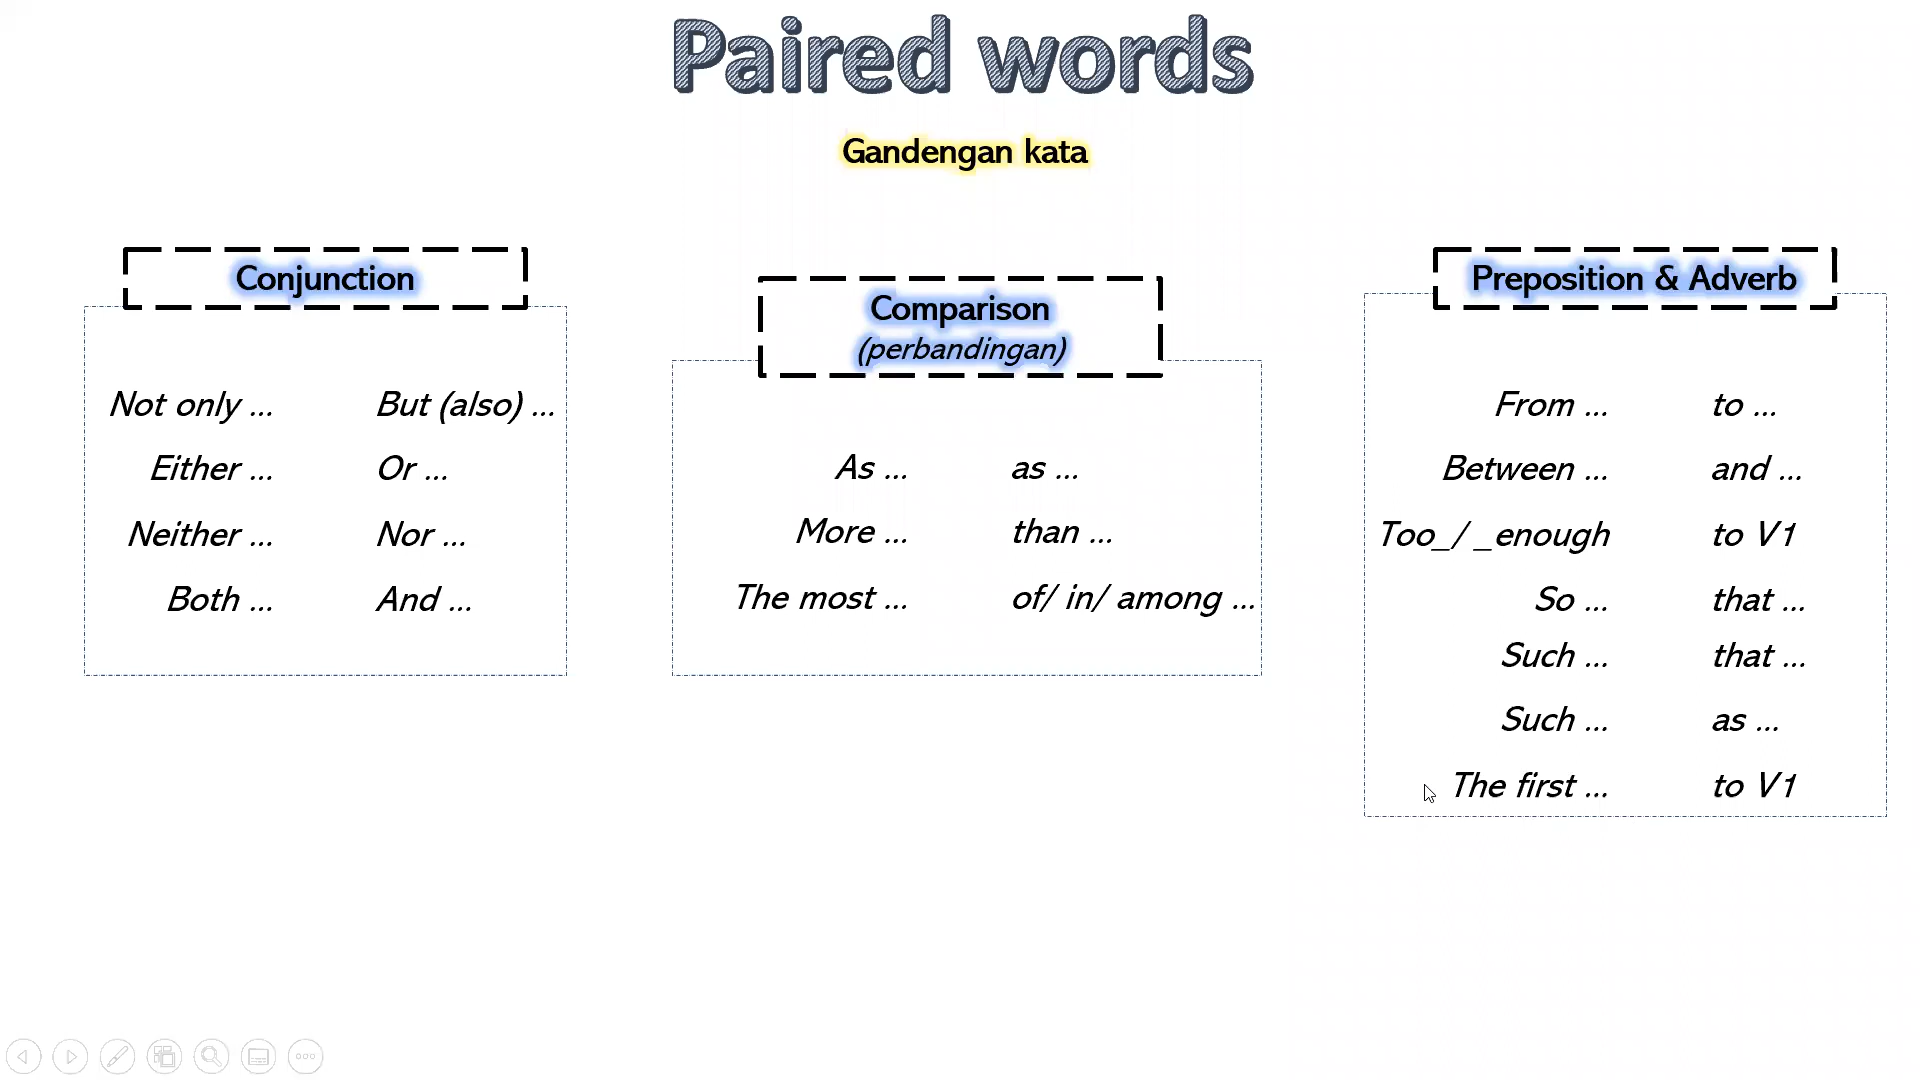 Paired words
Gandengan kata
Conjunction
Not only ... But (also) ...
Either ... Or ...
Neither ... Nor ...
Both ... And ...
Comparison
(perbandingan)
As ... as ...
More ... than ...
The most ... of/ in/ among ...
Preposition & Adverb
From ... to ...
Between ... and ...
Too_/ _enough to V1
So ... that ...
Such ... that ...
Such ... as ...
The first ... to V1